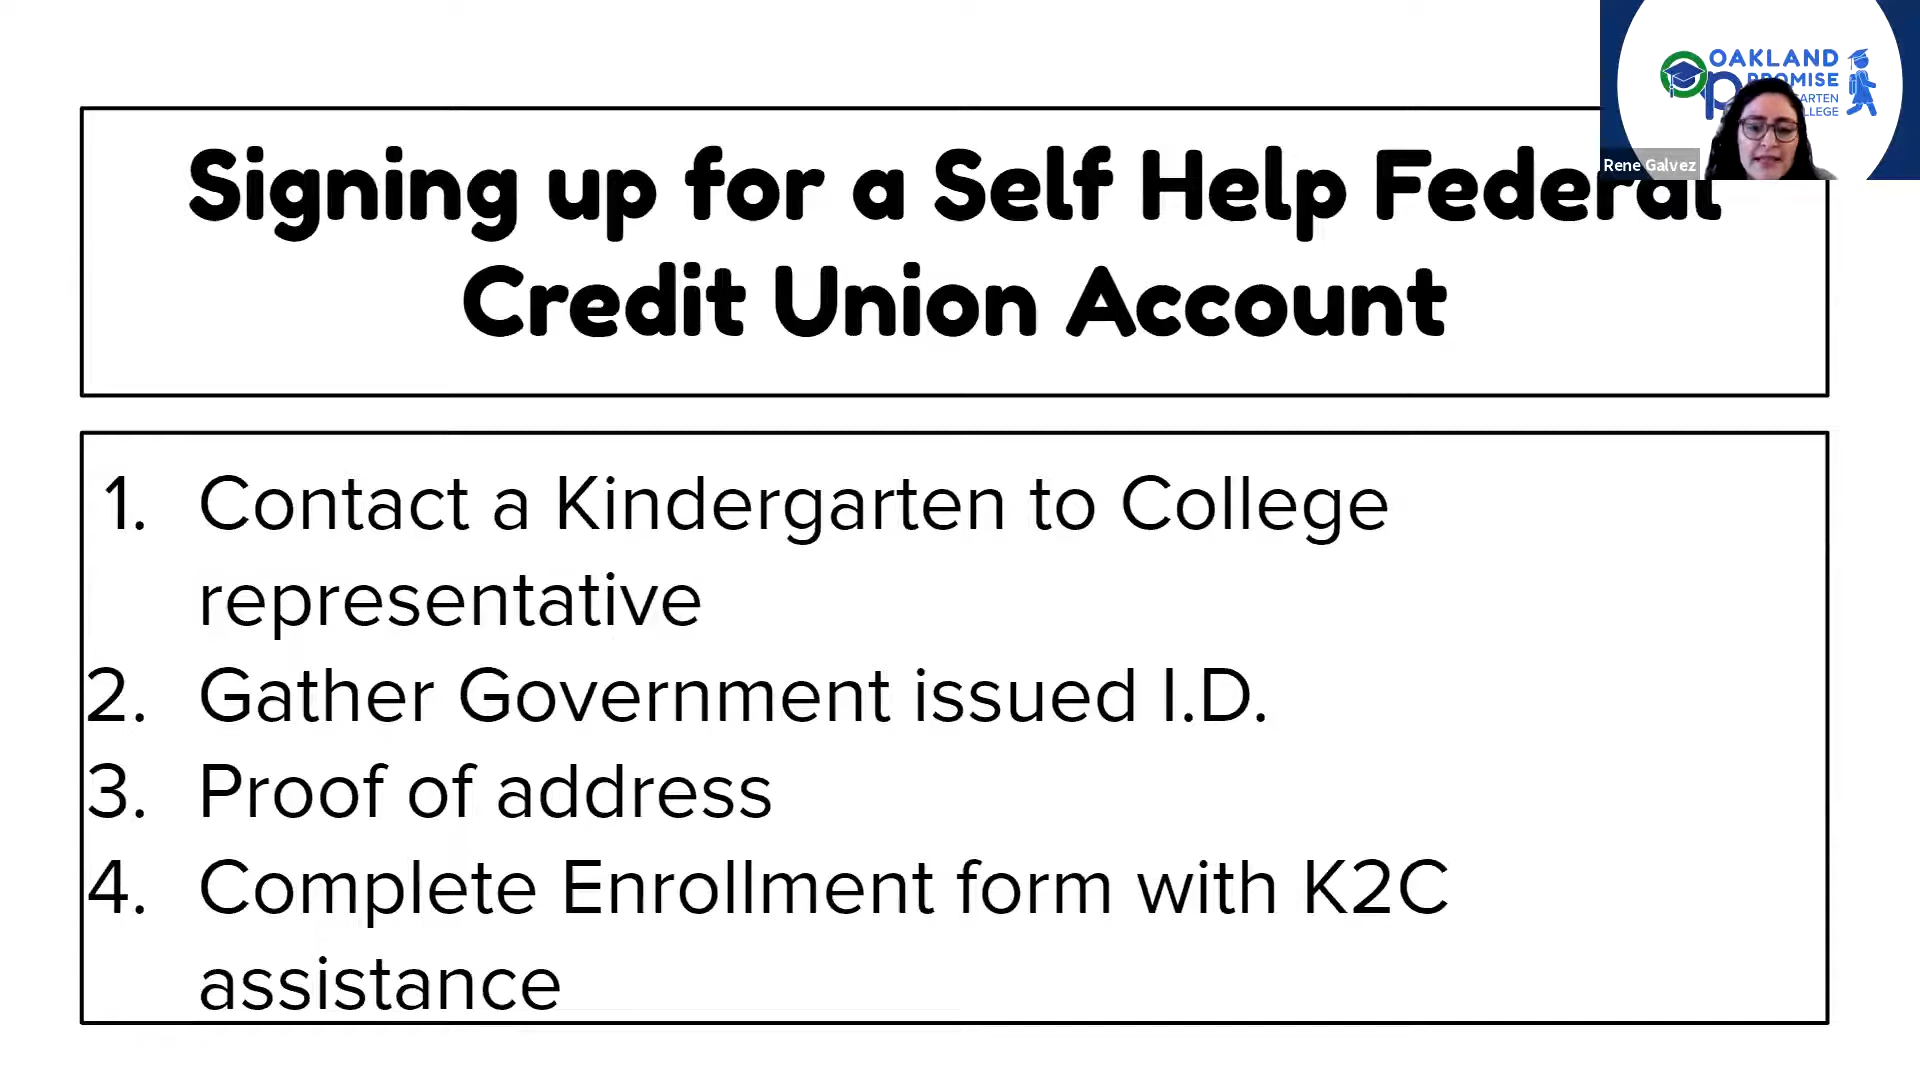 OAKLAND
PROMISE
Rene Galvez
Signing up for a Self Help Federal
Credit Union Account
1. Contact a Kindergarten to College
representative
2. Gather Government issued I.D.
3. Proof of address
4. Complete Enrollment form with K2C
assistance